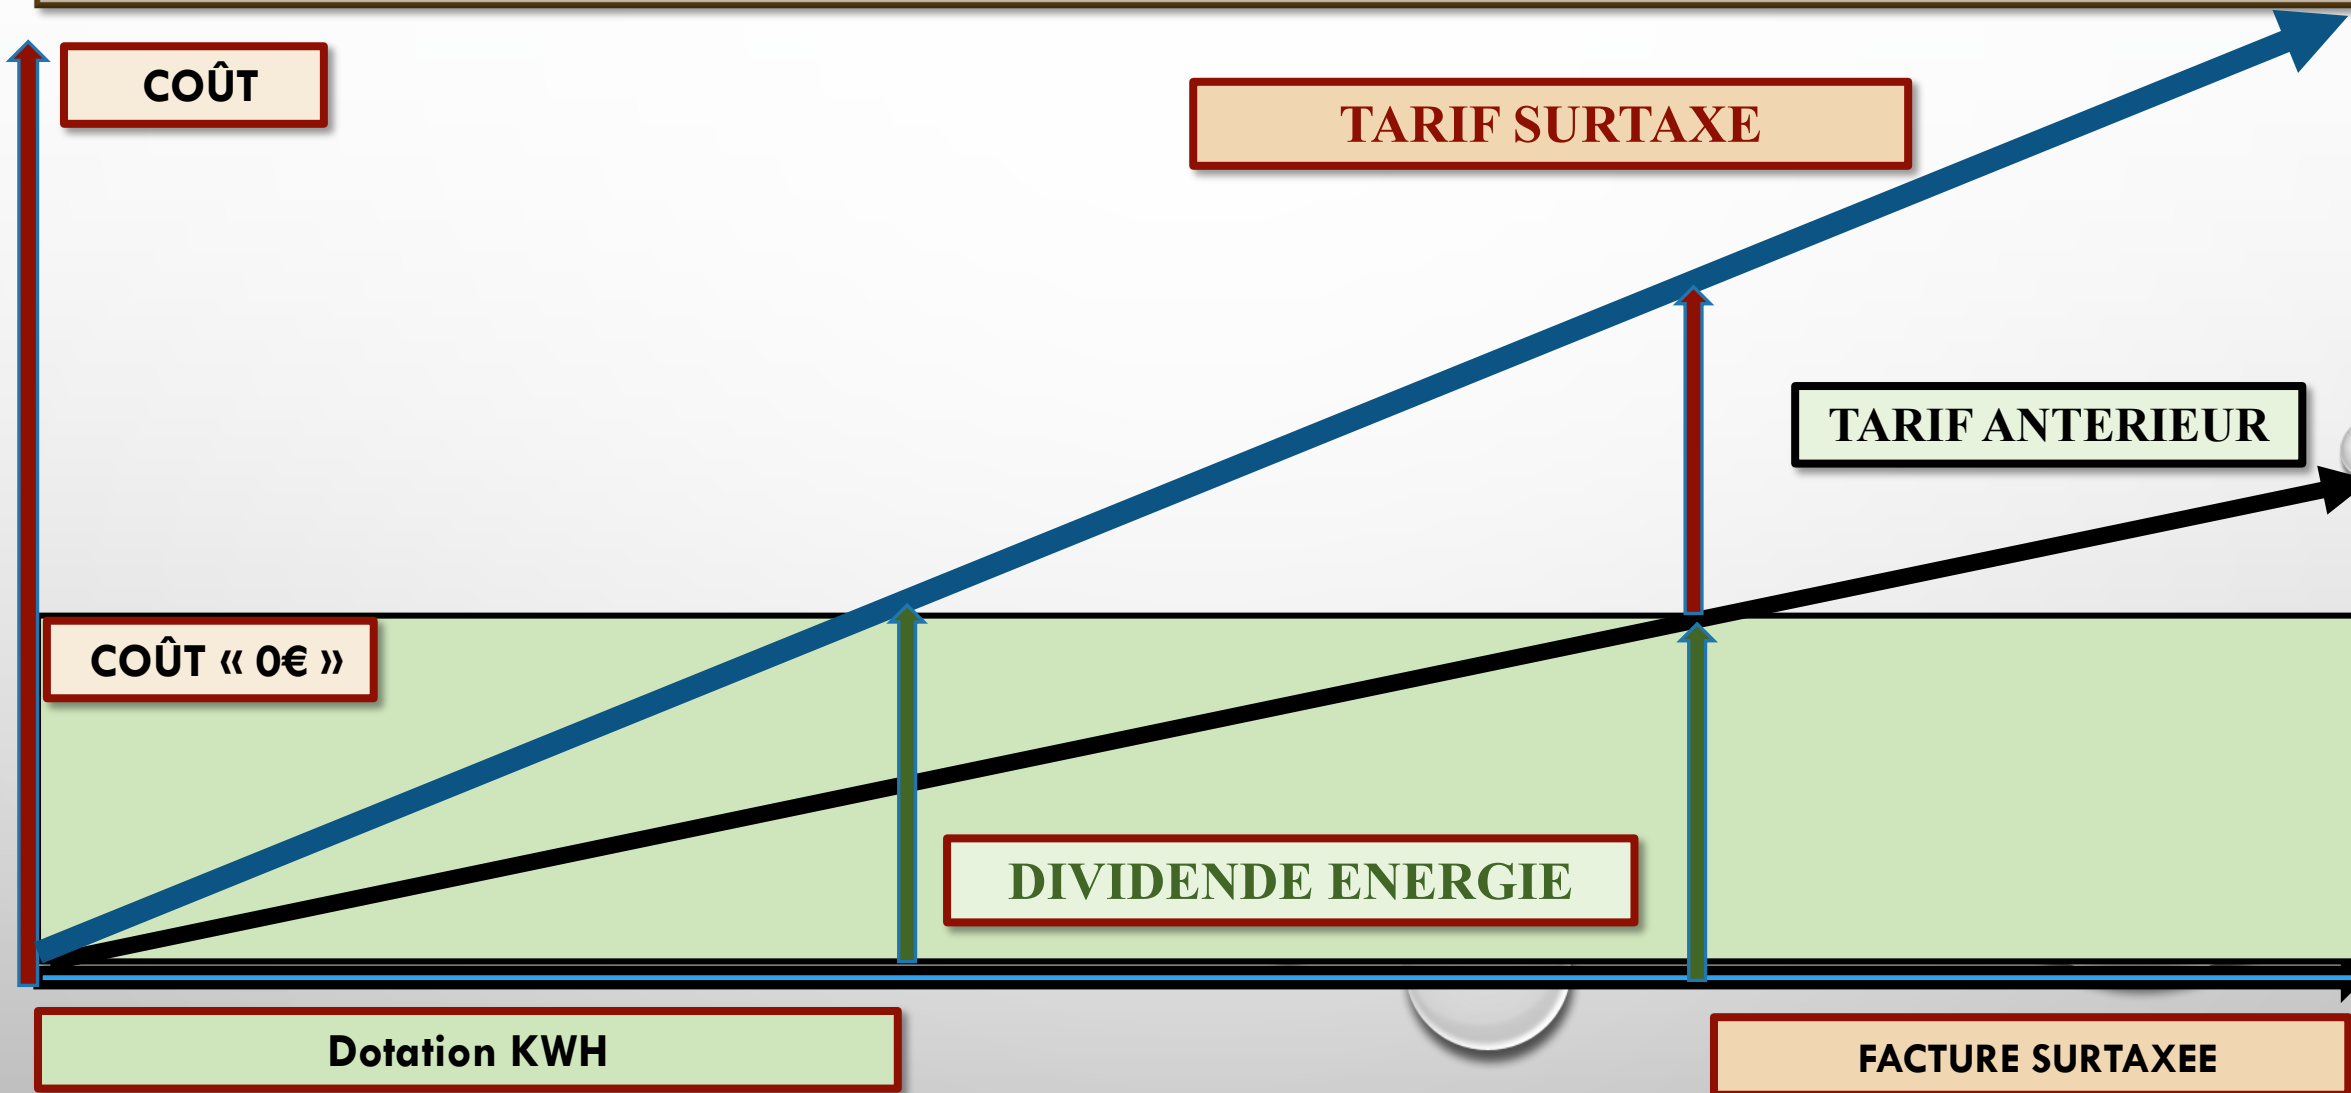 COÛT
TARIF SURTAXE
TARIF ANTERIEUR
COÛT « 0€ »
DIVIDENDE ENERGIE
Dotation KWH
FACTURE SURTAXEE